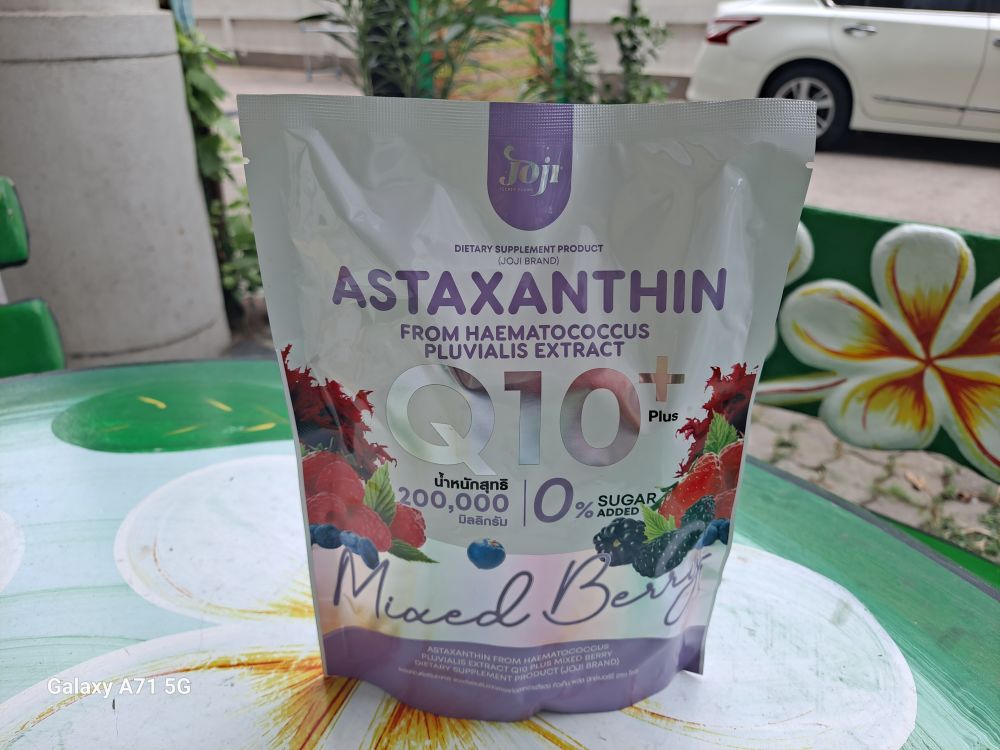 Joji
DIETARY SUPPLEMENT PRODUCT
(JOJI BRAND)
ASTAXANTHIN
FROM HAEMATOCOCCUS
PLUVIALIS EXTRACT
Q10+
Plus
น้ำหนักสุทธิ
200,000
มิลลิกรัม
0% SUGAR
ADDED
Mixed Berry
ASTAXANTHIN FROM HAEMATOCOCCUS
PLUVIALIS EXTRACT Q10 PLUS MIXED BERRY
DIETARY SUPPLEMENT PRODUCT (JOJI BRAND)
Galaxy A71 5G